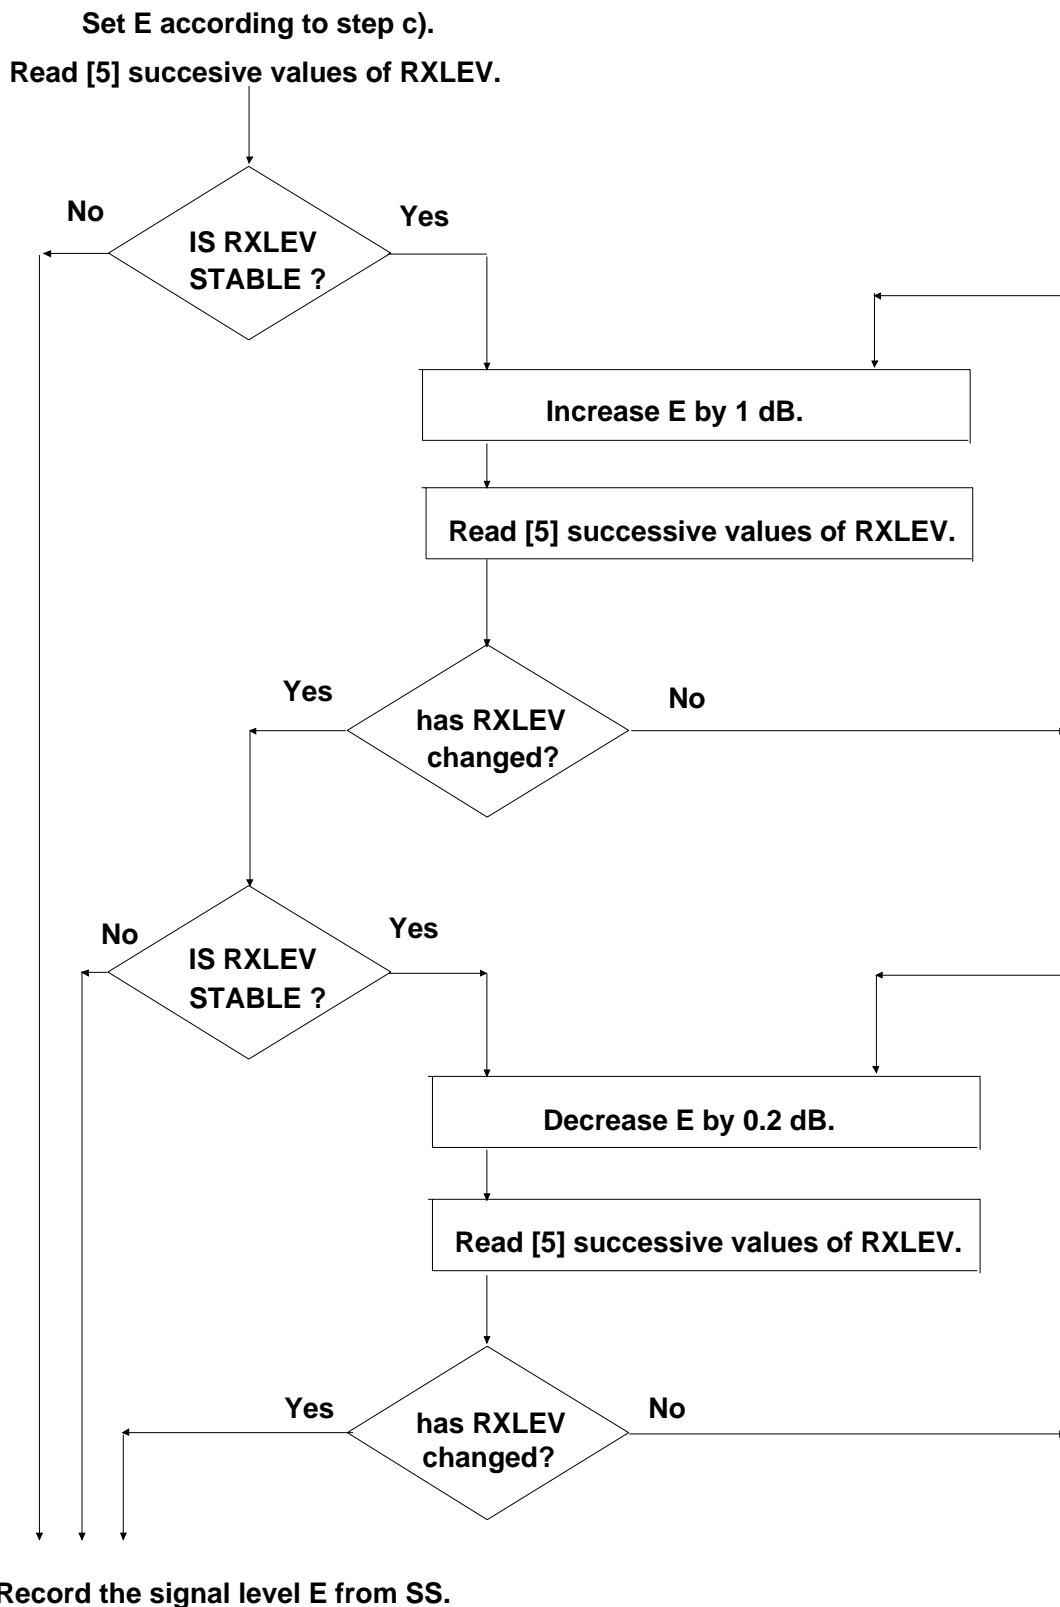 Set E according to step c).
Read [5] succesive values of RXLEV.
No
Yes
IS RXLEV
STABLE ?
Increase E by 1 dB.
Read [5] successive values of RXLEV.
Yes
No
has RXLEV
changed?
No
Yes
IS RXLEV
STABLE ?
Decrease E by 0.2 dB.
Read [5] successive values of RXLEV.
Yes
No
has RXLEV
changed?
Record the signal level E from SS.